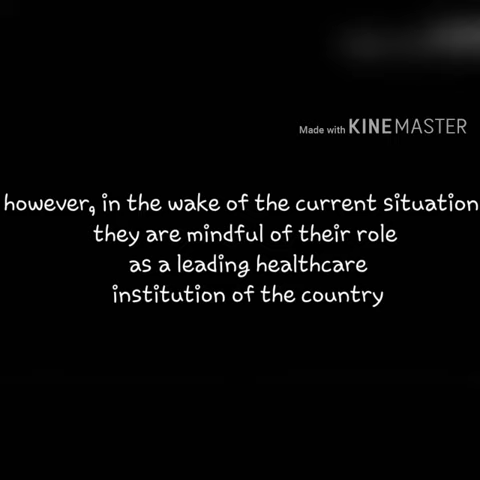 Made with KINEMASTER
however, in the wake of the current situation
they are mindful of their role
as a leading healthcare
institution of the country